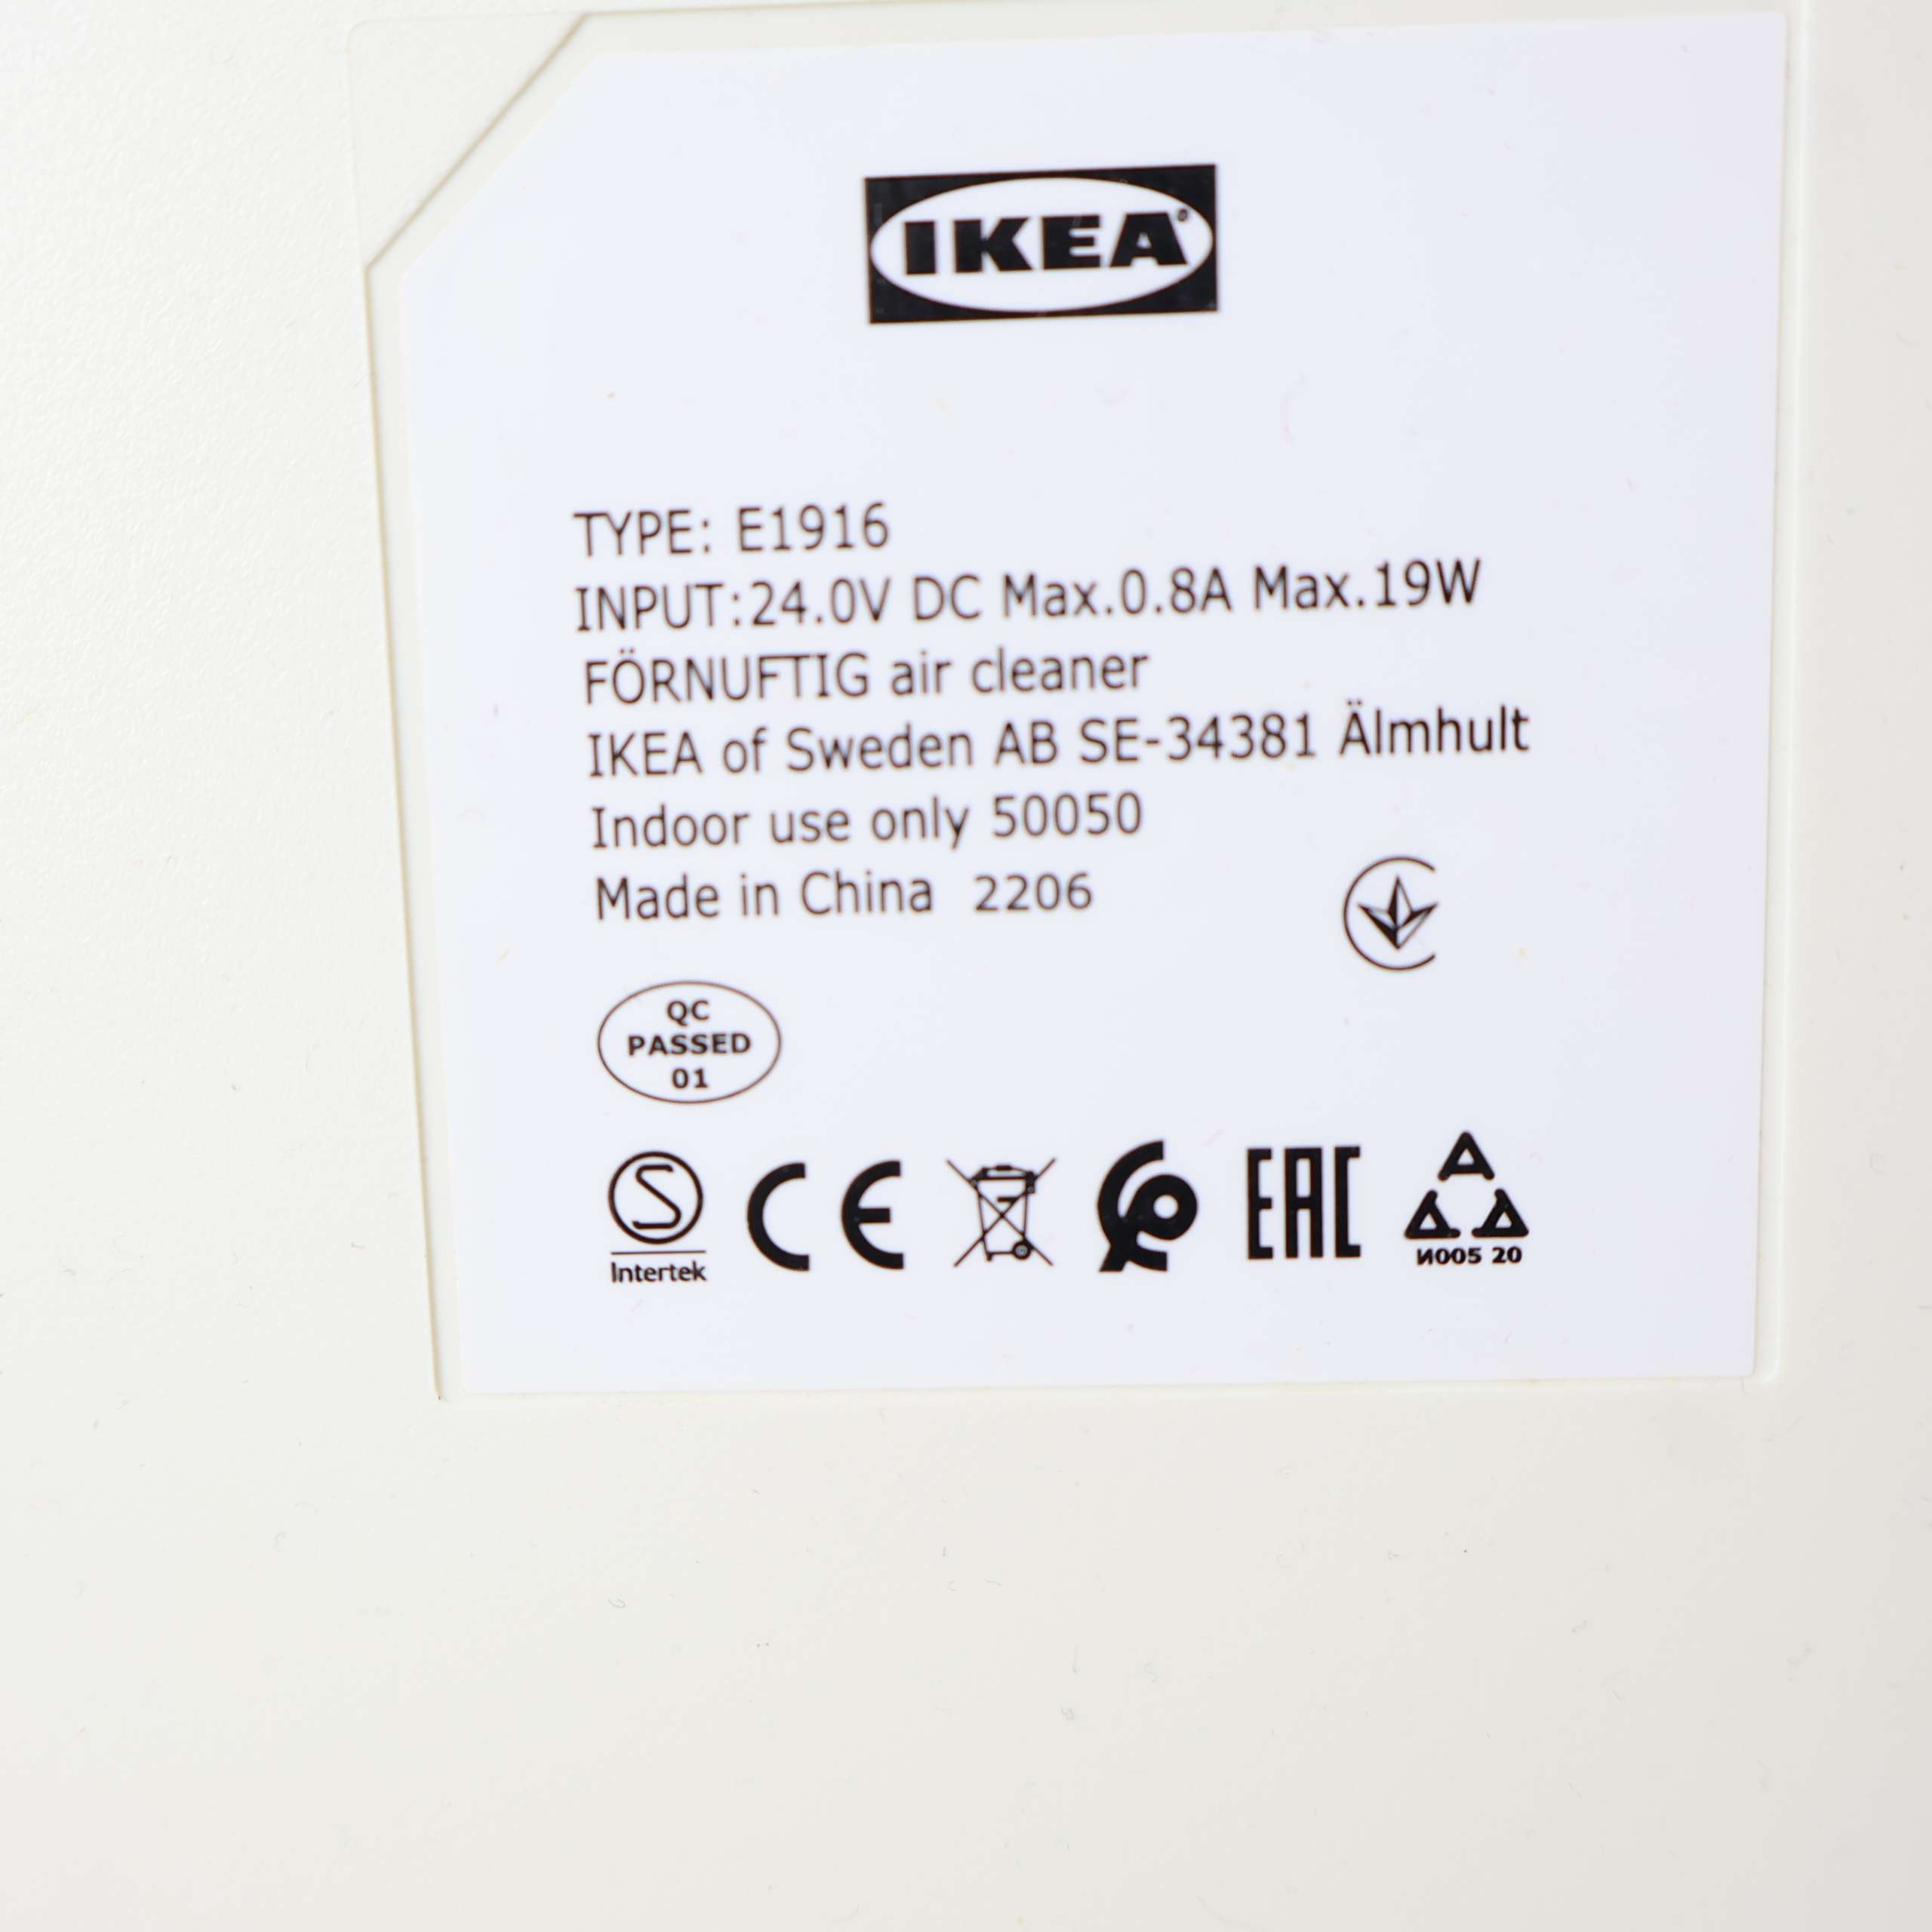 IKEA®
TYPE: E1916
INPUT:24.0V DC Max.0.8A Max.19W
FÖRNUFTIG air cleaner
IKEA of Sweden AB SE-34381 Älmhult
Indoor use only 50050
Made in China 2206
QC
PASSED
01
S
Intertek
CE
EAC
И005 20